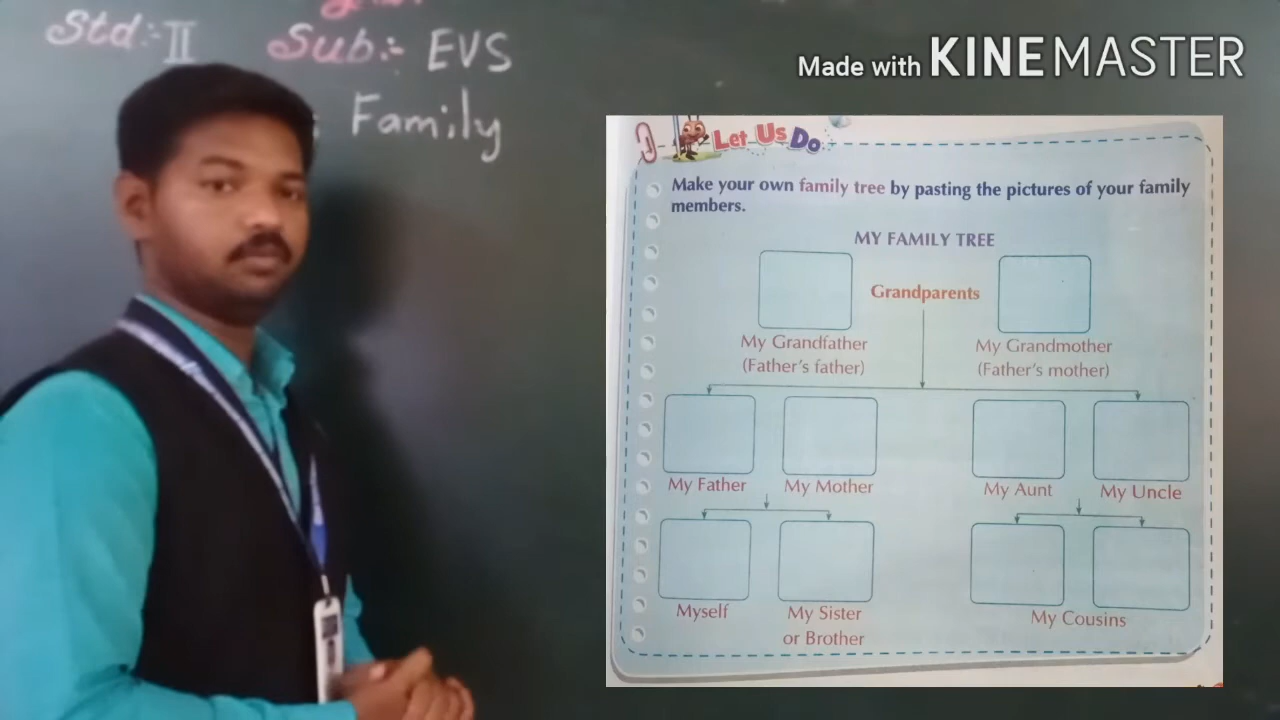 Std:- II Sub:- EVS
: Family
Made with KINEMASTER
Let Us Do
Make your own family tree by pasting the pictures of your family
members.
MY FAMILY TREE
Grandparents
My Grandfather
(Father's father)
My Grandmother
(Father's mother)
My Father
My Mother
My Aunt
My Uncle
Myself
My Sister
or Brother
My Cousins